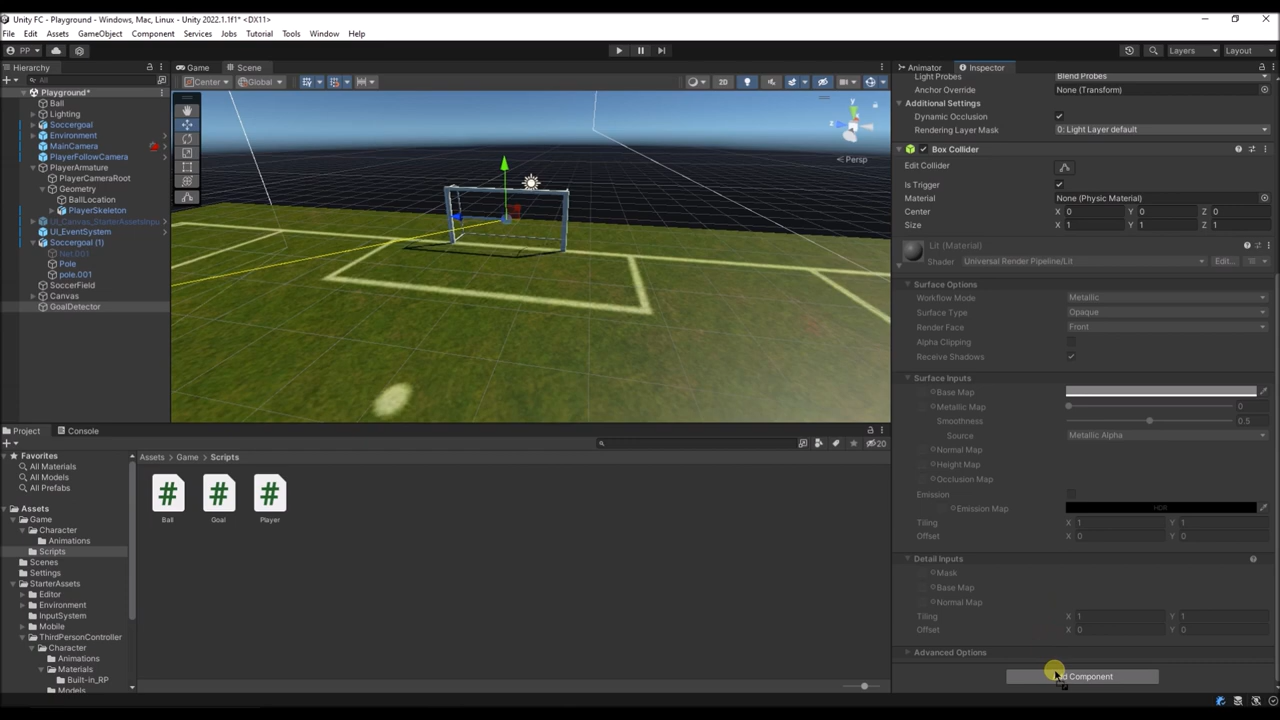 Unity FC - Playground - Windows, Mac, Linux - Unity 2022.1.1f1* <DX11>
File Edit Assets GameObject Component Services Jobs Tutorial Tools Window Help
PP Layers Layout
Hierarchy
All
Playground*
Ball
Lighting
Soccergoal
Environment
MainCamera
PlayerFollowCamera
PlayerArmature
PlayerCameraRoot
Geometry
BallLocation
PlayerSkeleton
UI_Canvas_StarterAssetsInpu
UI_EventSystem
Soccergoal (1)
Net.001
Pole
pole.001
SoccerField
Canvas
GoalDetector
Game Scene
Center Global 2D
y
z
Persp
Animator Inspector
Light Probes Blend Probes
Anchor Override None (Transform)
Additional Settings
Dynamic Occlusion
Rendering Layer Mask 0: Light Layer default
Box Collider
Edit Collider
Is Trigger
Material None (Physic Material)
Center X 0 Y 0 Z 0
Size X 1 Y 1 Z 1
Lit (Material)
Shader Universal Render Pipeline/Lit Edit...
Surface Options
Workflow Mode Metallic
Surface Type Opaque
Render Face Front
Alpha Clipping
Receive Shadows
Surface Inputs
Base Map
Metallic Map 0
Smoothness 0.5
Source Metallic Alpha
Normal Map
Height Map
Occlusion Map
Emission
Emission Map HDR
Tiling X 1 Y 1
Offset X 0 Y 0
Detail Inputs
Mask
Base Map
Normal Map
Tiling X 1 Y 1
Offset X 0 Y 0
Advanced Options
Component
Project Console
20
Favorites
All Materials
All Models
All Prefabs
Assets
Game
Character
Animations
Scripts
Scenes
Settings
StarterAssets
Editor
Environment
InputSystem
Mobile
ThirdPersonController
Character
Animations
Materials
Built-in_RP
Models
Assets > Game > Scripts
Ball Goal Player